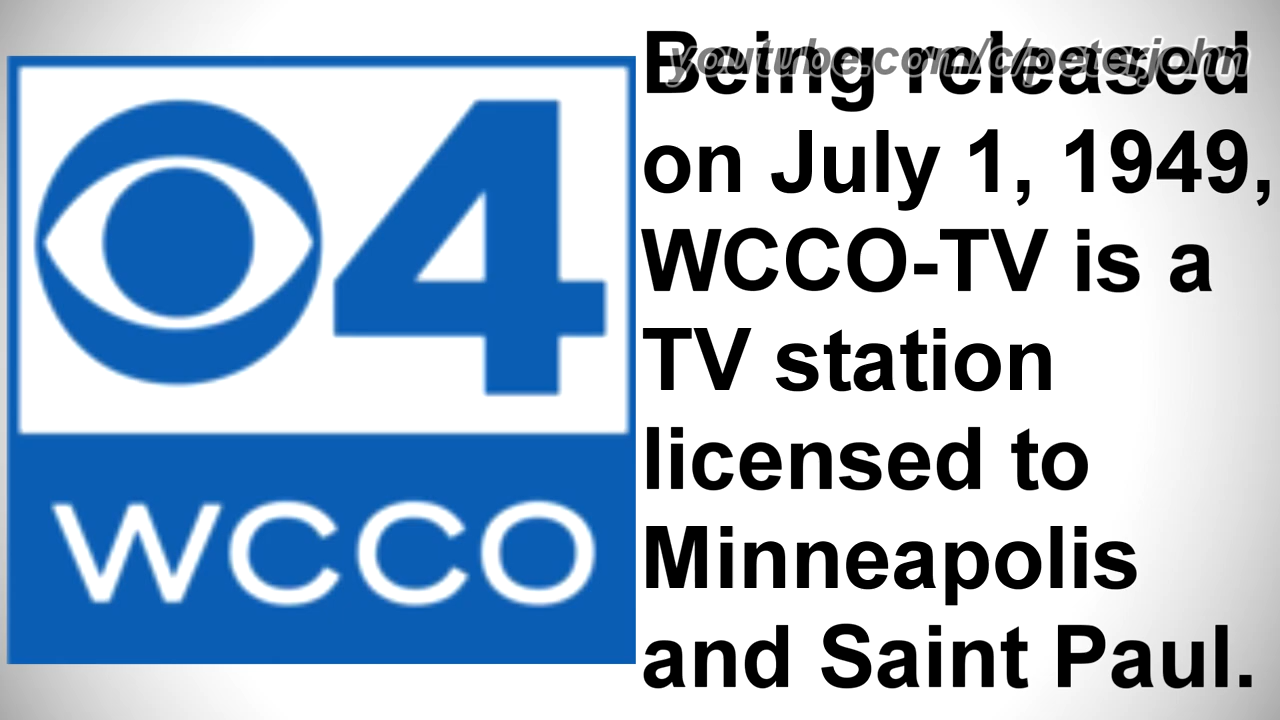 youtube.com/c/peterjohn
Being released
on July 1, 1949,
WCCO-TV is a
TV station
licensed to
Minneapolis
and Saint Paul.
4
WCCO